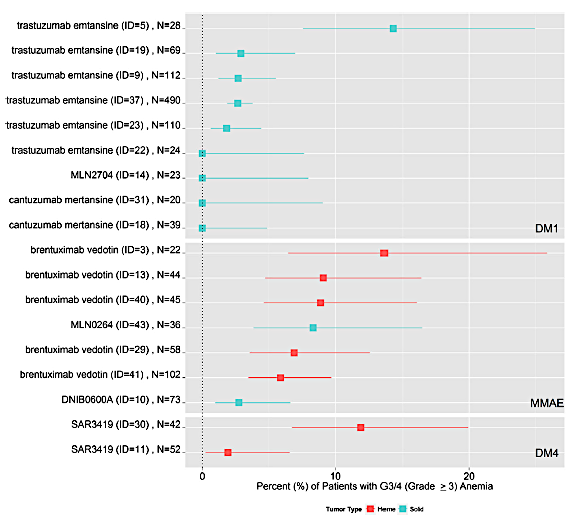 trastuzumab emtansine (ID=5) , N=28
trastuzumab emtansine (ID=19) , N=69
trastuzumab emtansine (ID=9) , N=112
trastuzumab emtansine (ID=37) , N=490
trastuzumab emtansine (ID=23) , N=110
trastuzumab emtansine (ID=22) , N=24
MLN2704 (ID=14) , N=23
cantuzumab mertansine (ID=31) , N=20
cantuzumab mertansine (ID=18) , N=39
DM1
brentuximab vedotin (ID=3) , N=22
brentuximab vedotin (ID=13) , N=44
brentuximab vedotin (ID=40) , N=45
MLN0264 (ID=43) , N=36
brentuximab vedotin (ID=29) , N=58
brentuximab vedotin (ID=41) , N=102
DNIB0600A (ID=10) , N=73
MMAE
SAR3419 (ID=30) , N=42
SAR3419 (ID=11) , N=52
DM4
0 10 20
Percent (%) of Patients with G3/4 (Grade ≥ 3) Anemia
Tumor Type Heme Solid